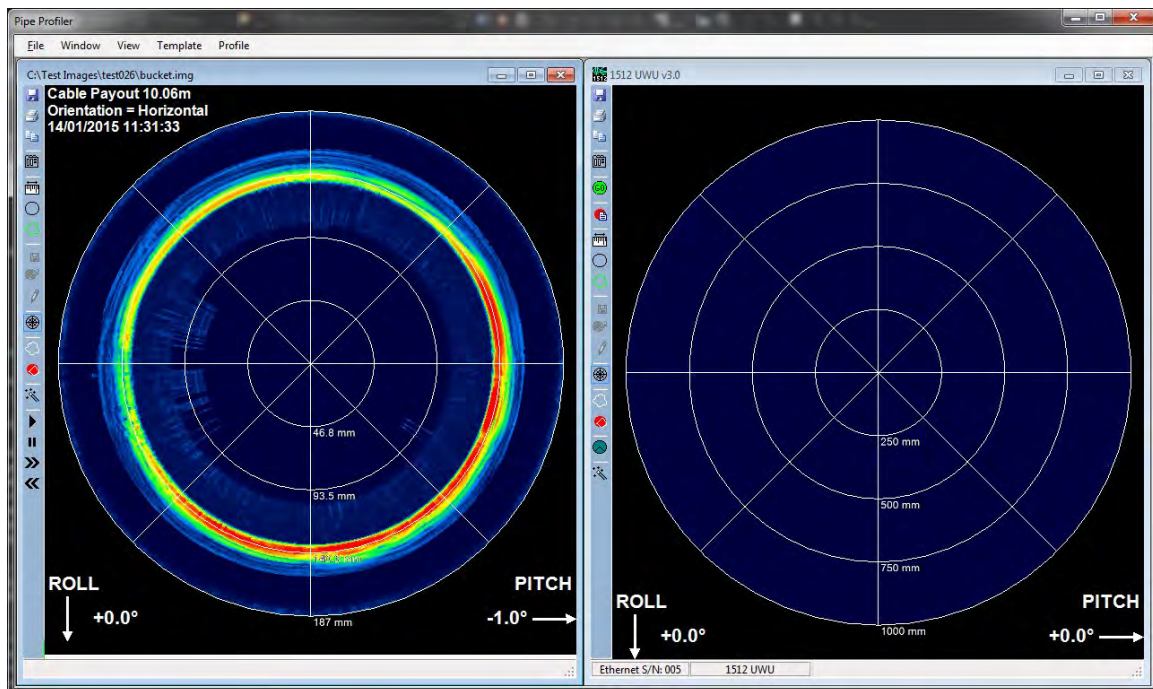 Pipe Profiler
File Window View Template Profile
C:\Test Images\test026\bucket.img
Cable Payout 10.06m
Orientation = Horizontal
14/01/2015 11:31:33
46.8 mm
93.5 mm
187 mm
ROLL
+0.0°
PITCH
-1.0°
1512 UWU v3.0
250 mm
500 mm
750 mm
1000 mm
ROLL
+0.0°
PITCH
+0.0°
Ethernet S/N: 005 1512 UWU